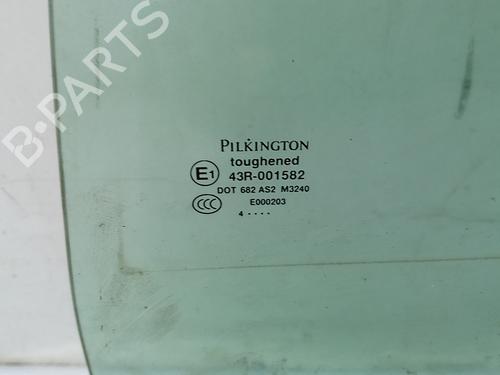 B-PARTS
PILKINGTON
toughened
E1 43R-001582
DOT 682 AS2 M3240
CCC E000203
4 ····